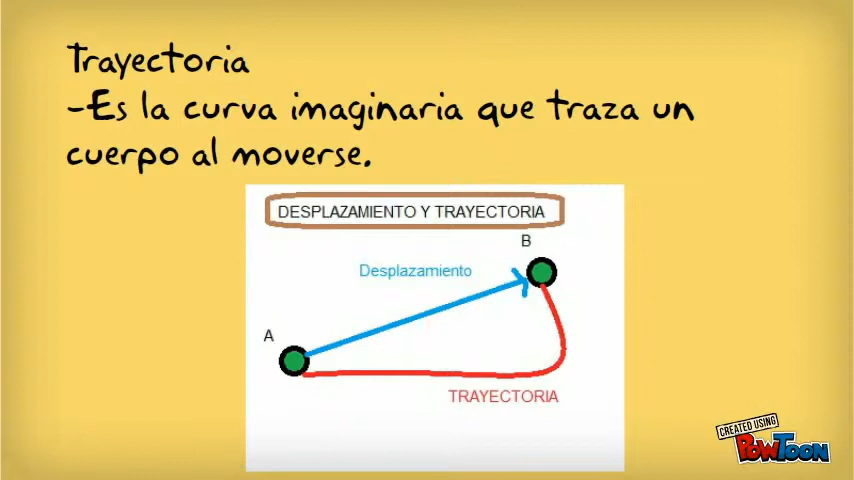 Trayectoria
-Es la curva imaginaria que traza un
cuerpo al moverse.
DESPLAZAMIENTO Y TRAYECTORIA
B
Desplazamiento
A
TRAYECTORIA
CREATED USING
POWTOON